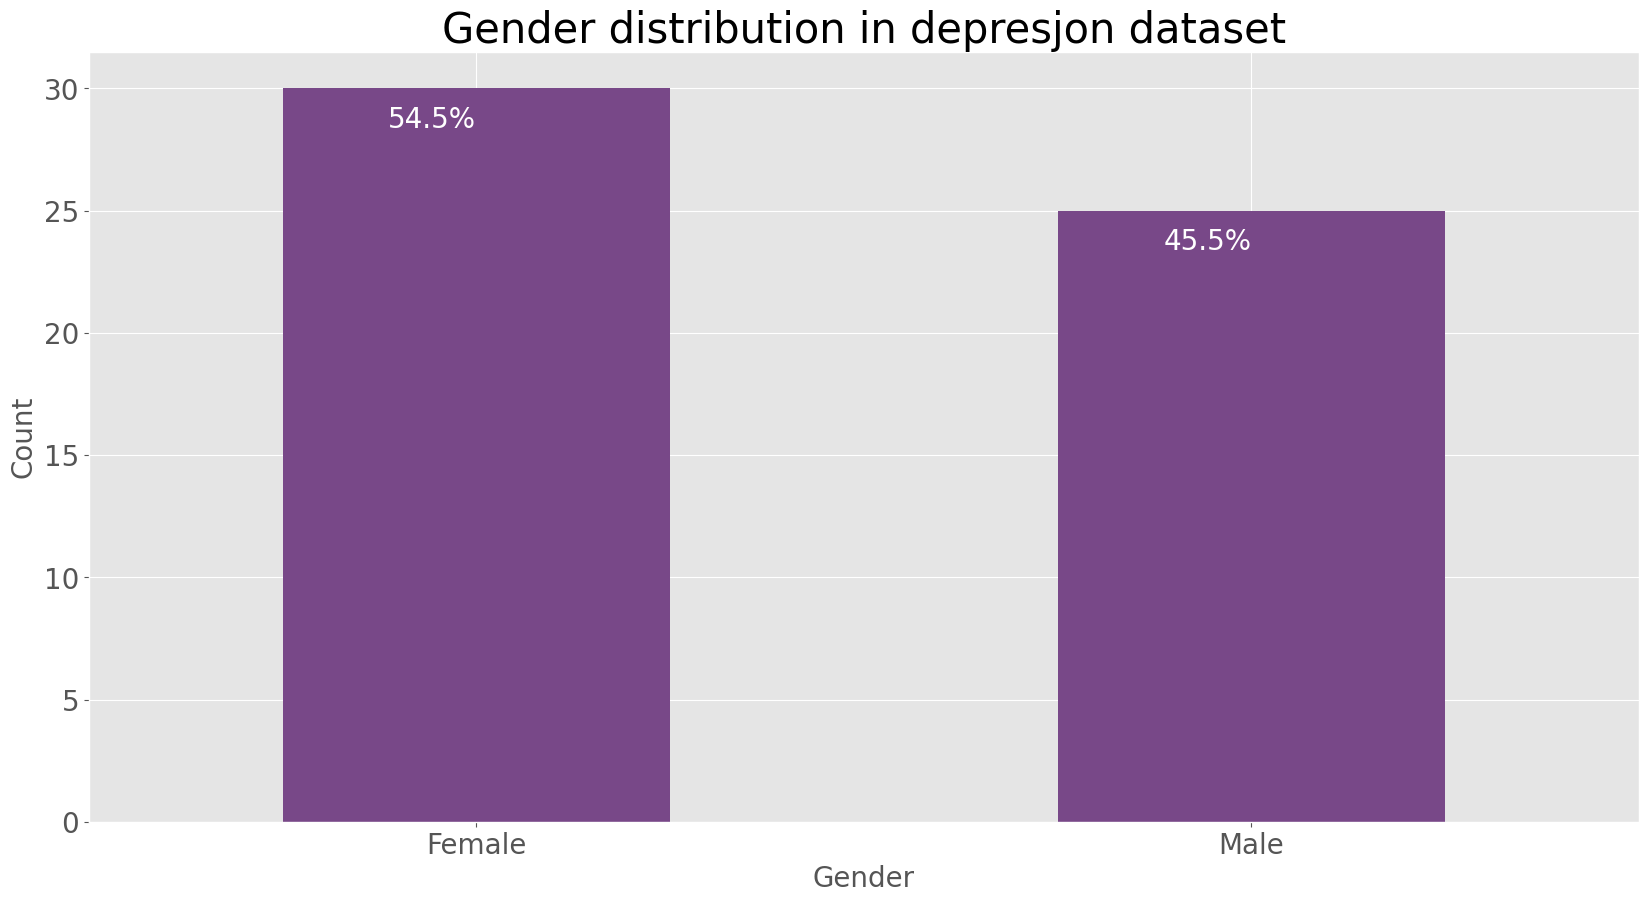 Gender distribution in depresjon dataset
30
54.5%
25
45.5%
20
Count
15
10
5
0
Female Male
Gender